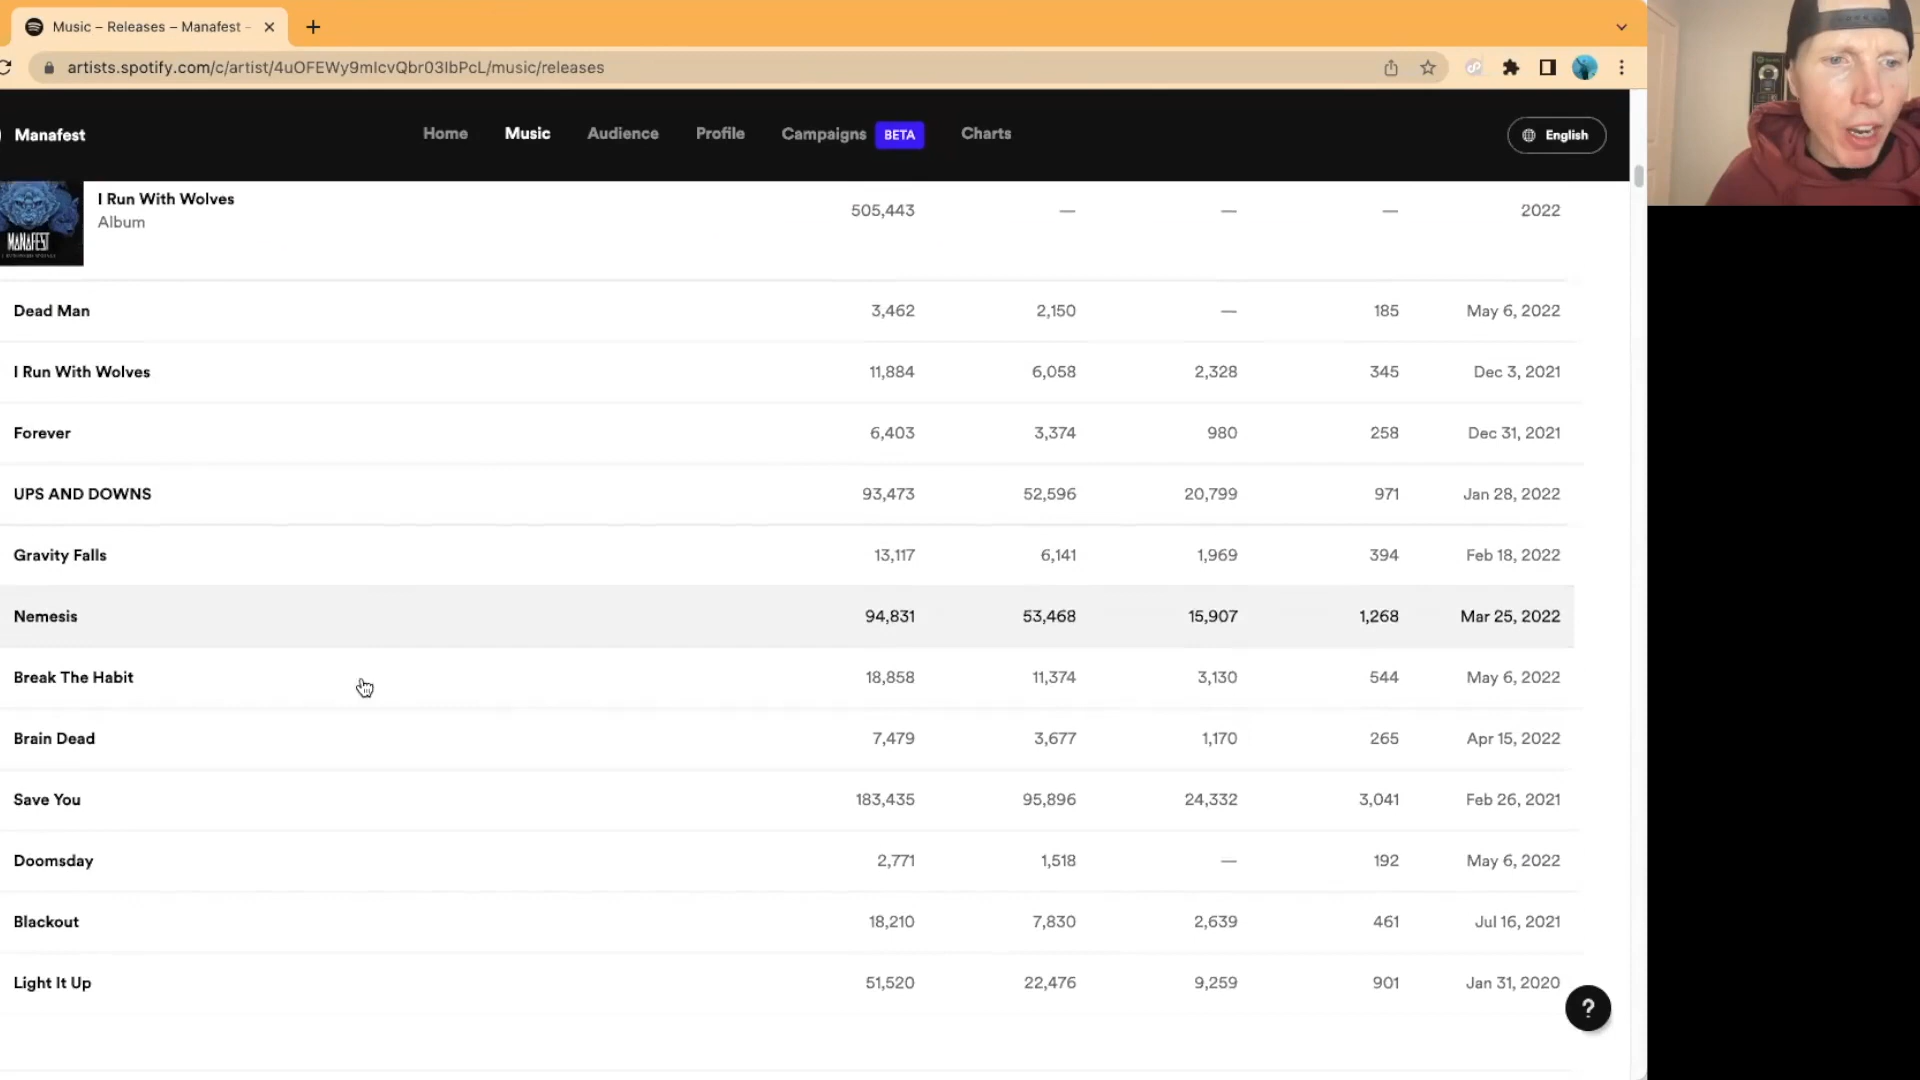 Music – Releases – Manafest -
artists.spotify.com/c/artist/4uOFEWy9mIcvQbr03IbPcL/music/releases
Manafest Home Music Audience Profile Campaigns BETA Charts English
MANAFEST
I Run With Wolves
Album
505,443 — — — 2022
Dead Man 3,462 2,150 — 185 May 6, 2022
I Run With Wolves 11,884 6,058 2,328 345 Dec 3, 2021
Forever 6,403 3,374 980 258 Dec 31, 2021
UPS AND DOWNS 93,473 52,596 20,799 971 Jan 28, 2022
Gravity Falls 13,117 6,141 1,969 394 Feb 18, 2022
Nemesis 94,831 53,468 15,907 1,268 Mar 25, 2022
Break The Habit 18,858 11,374 3,130 544 May 6, 2022
Brain Dead 7,479 3,677 1,170 265 Apr 15, 2022
Save You 183,435 95,896 24,332 3,041 Feb 26, 2021
Doomsday 2,771 1,518 — 192 May 6, 2022
Blackout 18,210 7,830 2,639 461 Jul 16, 2021
Light It Up 51,520 22,476 9,259 901 Jan 31, 2020
?